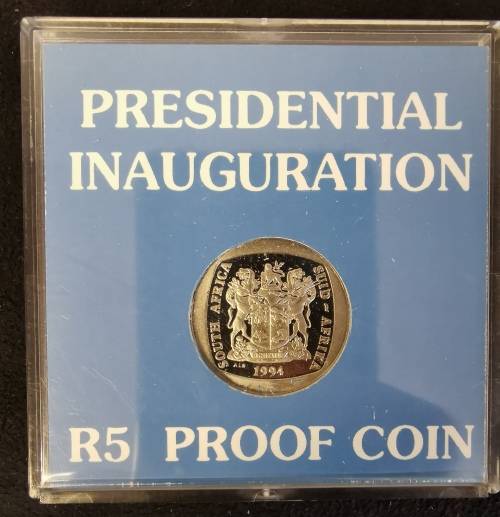 PRESIDENTIAL
INAUGURATION
SOUTH AFRICA
SUID - AFRIKA
1994
R5 PROOF COIN